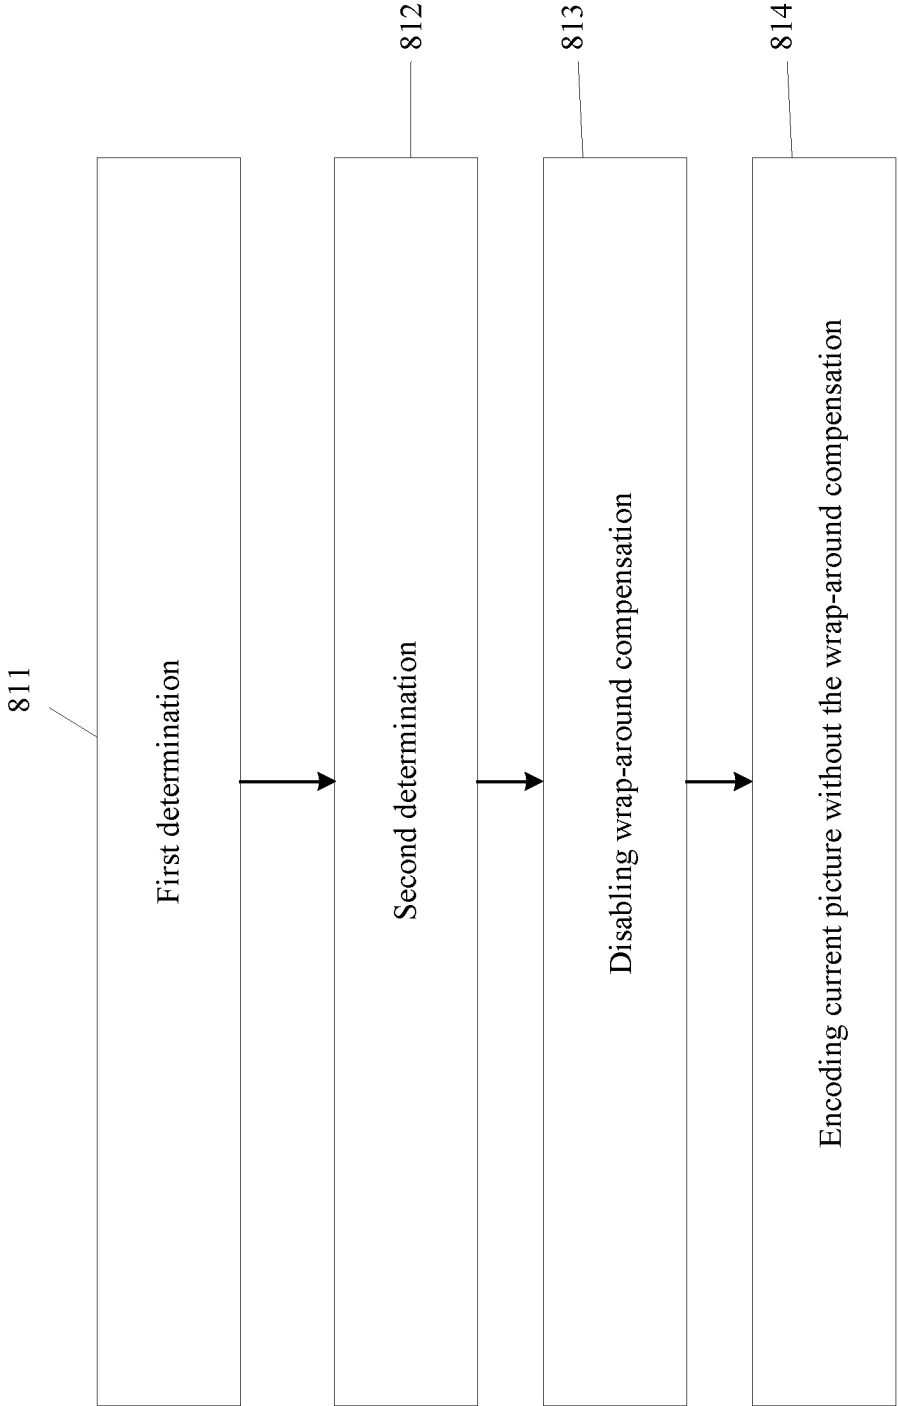 811
First determination
812
Second determination
813
Disabling wrap-around compensation
814
Encoding current picture without the wrap-around compensation